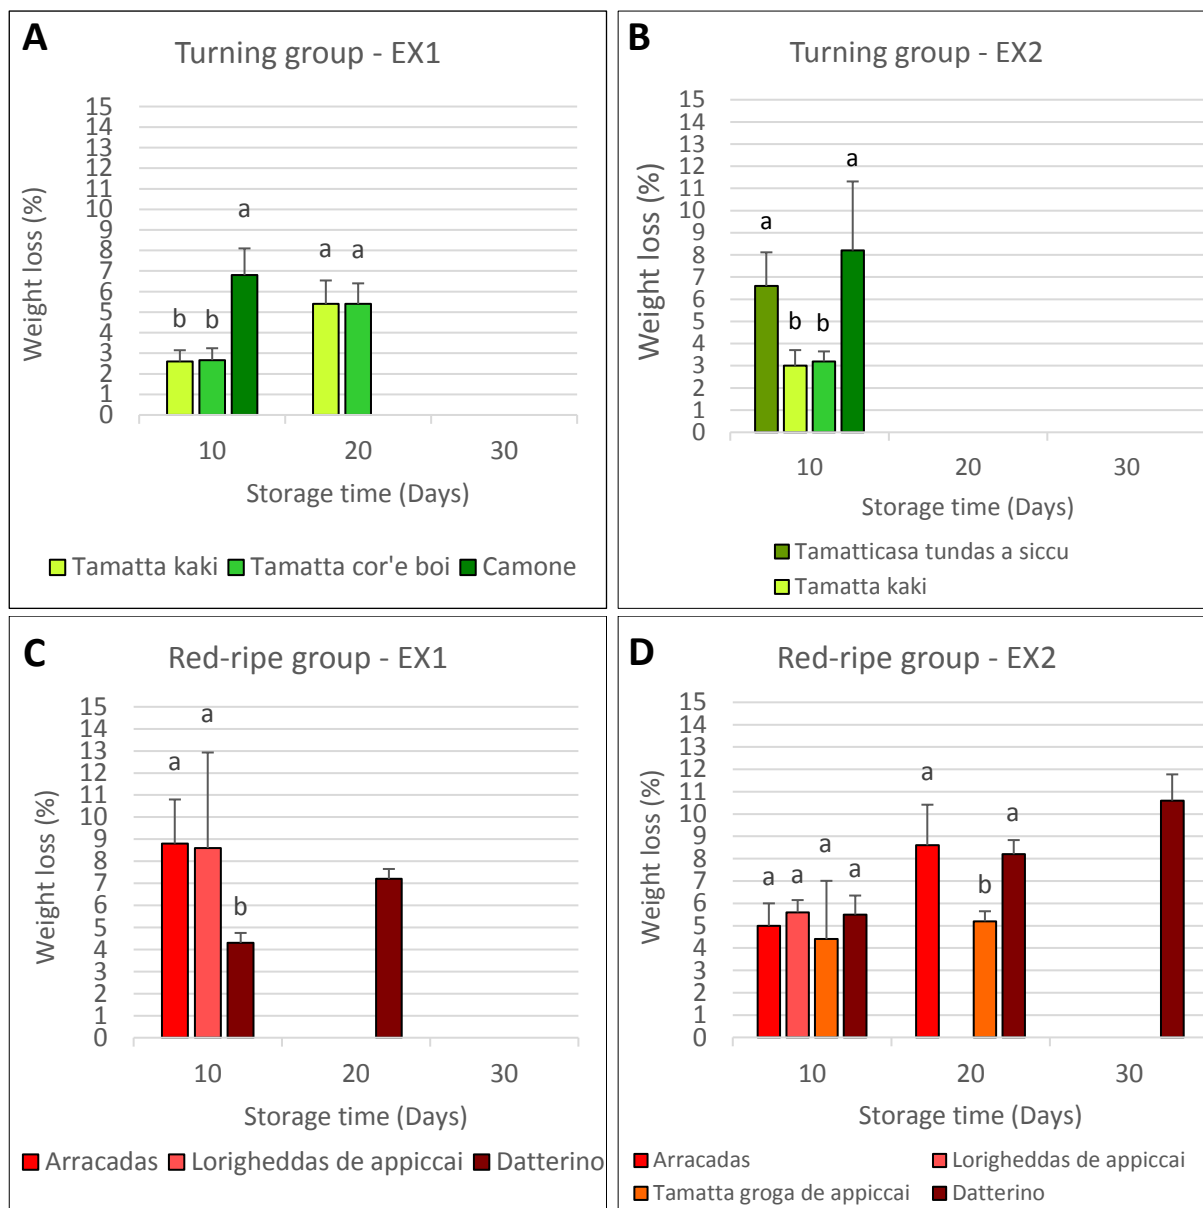 A
Turning group - EX1
15
14
13
12
11
10
9
8
7
6
5
4
3
2
1
0
Weight loss (%)
b
b
a
a
a
10
20
30
Storage time (Days)
Tamatta kaki
Tamatta cor'e boi
Camone
B
Turning group - EX2
15
14
13
12
11
10
9
8
7
6
5
4
3
2
1
0
Weight loss (%)
a
b
b
a
10
20
30
Storage time (Days)
Tamatticasa tundas a siccu
Tamatta kaki
C
Red-ripe group - EX1
15
14
13
12
11
10
9
8
7
6
5
4
3
2
1
0
Weight loss (%)
a
a
b
10
20
30
Storage time (Days)
Arracadas
Lorigheddas de appiccai
Datterino
D
Red-ripe group - EX2
15
14
13
12
11
10
9
8
7
6
5
4
3
2
1
0
Weight loss (%)
a
a
a
a
a
b
a
10
20
30
Storage time (Days)
Arracadas
Lorigheddas de appiccai
Tamatta groga de appiccai
Datterino